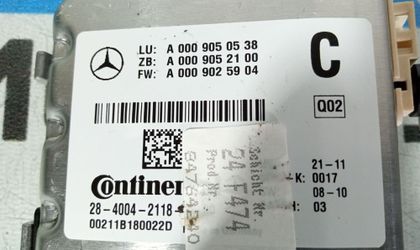 LU: A 000 905 05 38
ZB: A 000 905 21 00
FW: A 000 902 59 04
C
Q02
Schicht Nr.
24 F474
Prod Nr.
21-11
-K 0017
08-10
Contine
28-4004-2118-
H: 03
00211B180022D